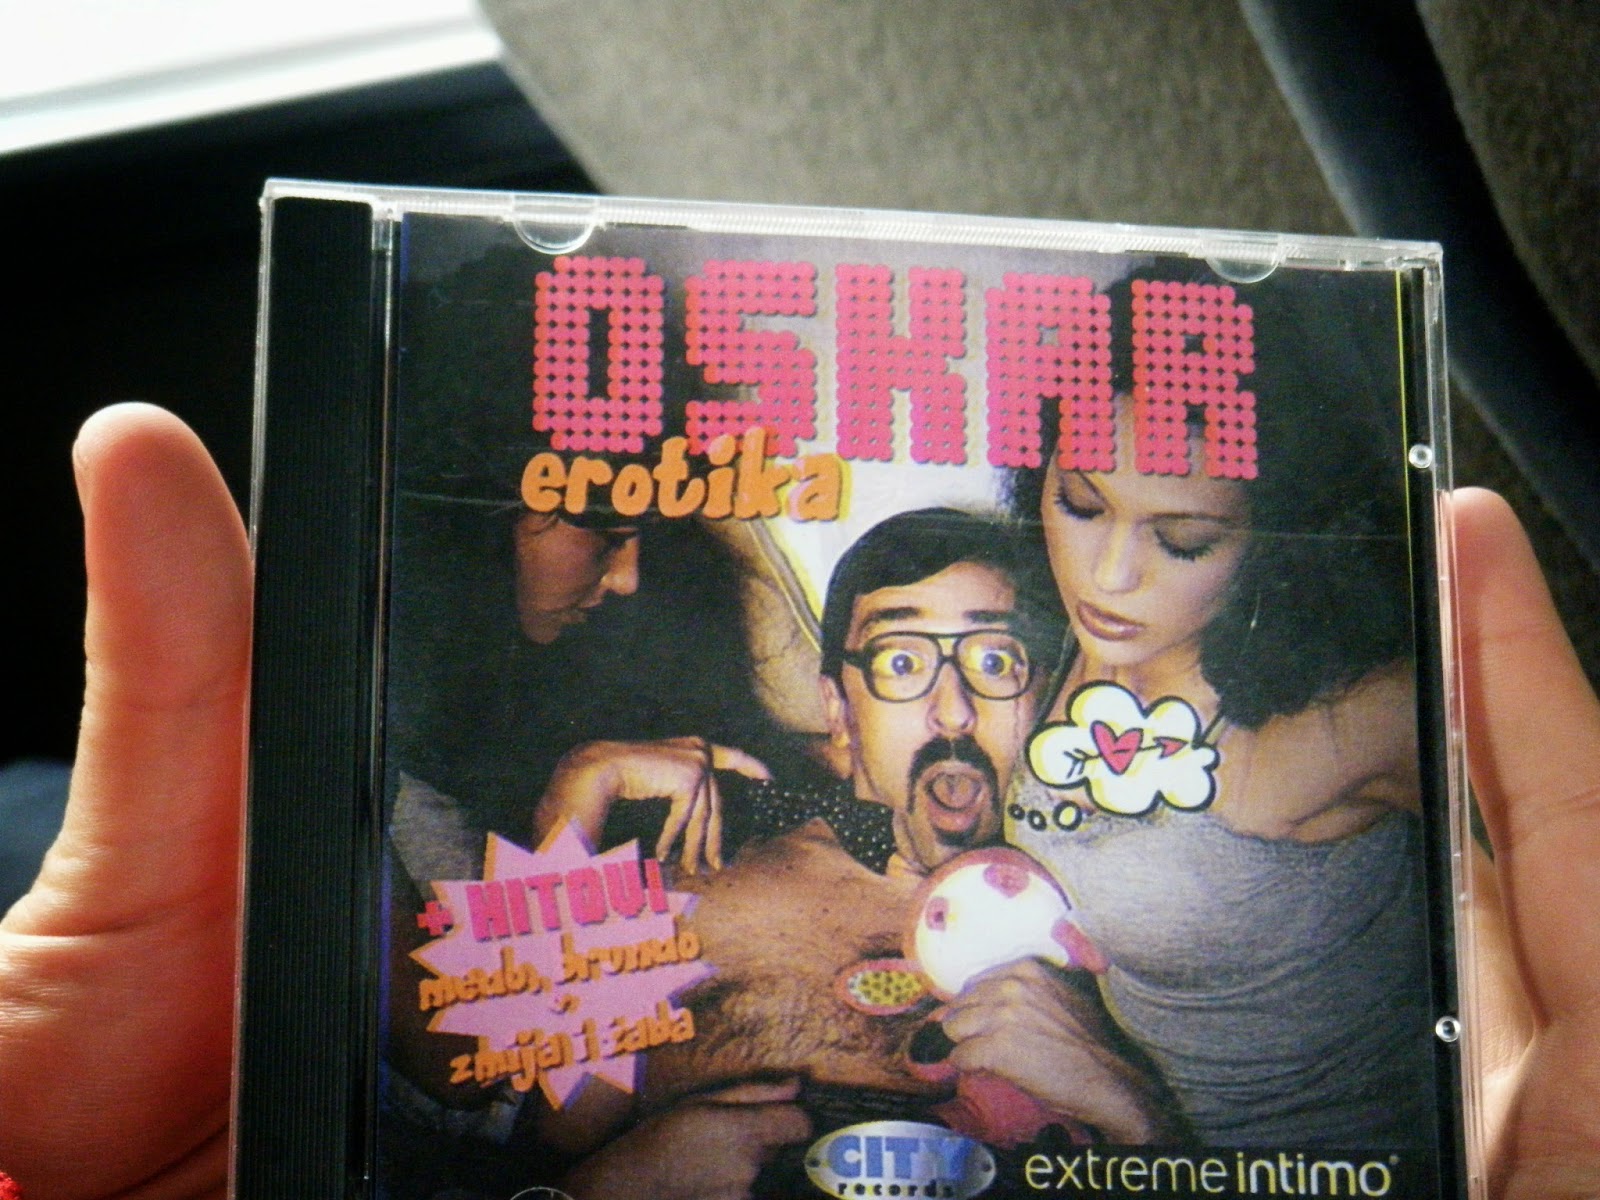 OSKAR
erotika
+ HITOVI
medo, brundo
zmija i žaba
CITY
records
extreme intimo